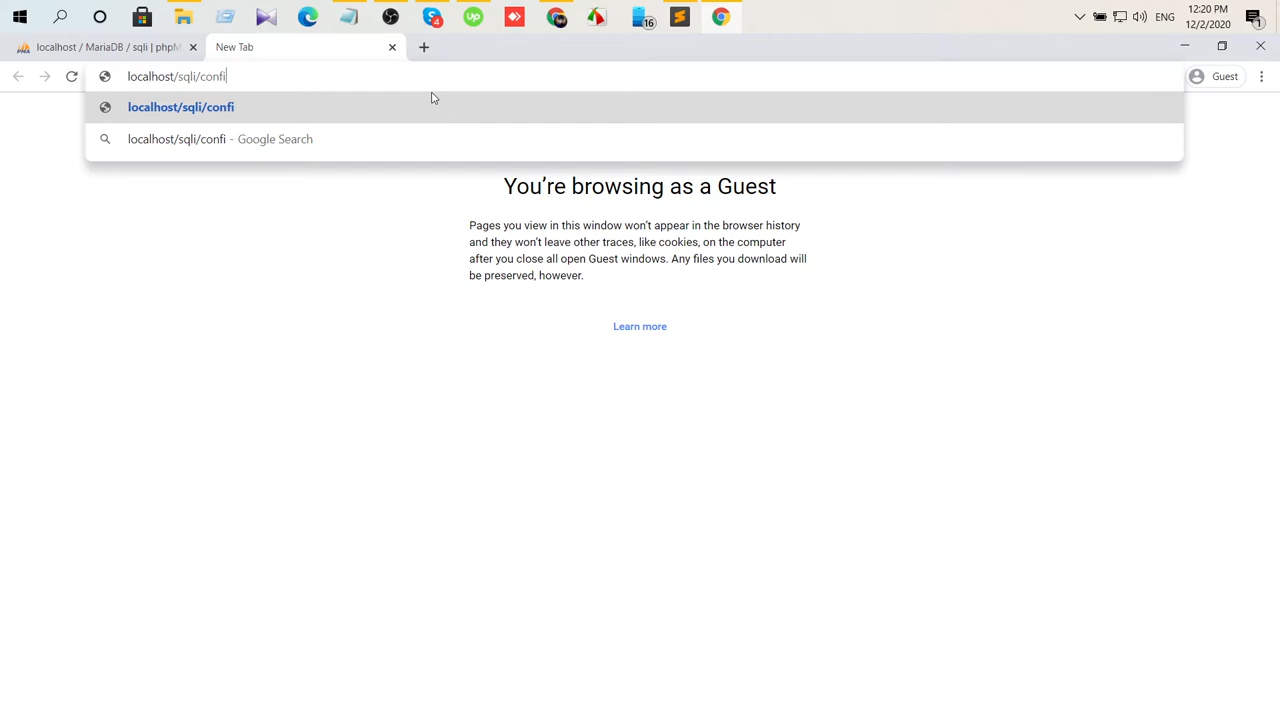 12:20 PM
ENG
12/2/2020
4
Up
16
1
localhost / MariaDB / sqli | phpM
New Tab
localhost/sqli/confi
Guest
localhost/sqli/confi
localhost/sqli/confi - Google Search
You're browsing as a Guest
Pages you view in this window won't appear in the browser history
and they won't leave other traces, like cookies, on the computer
after you close all open Guest windows. Any files you download will
be preserved, however.
Learn more